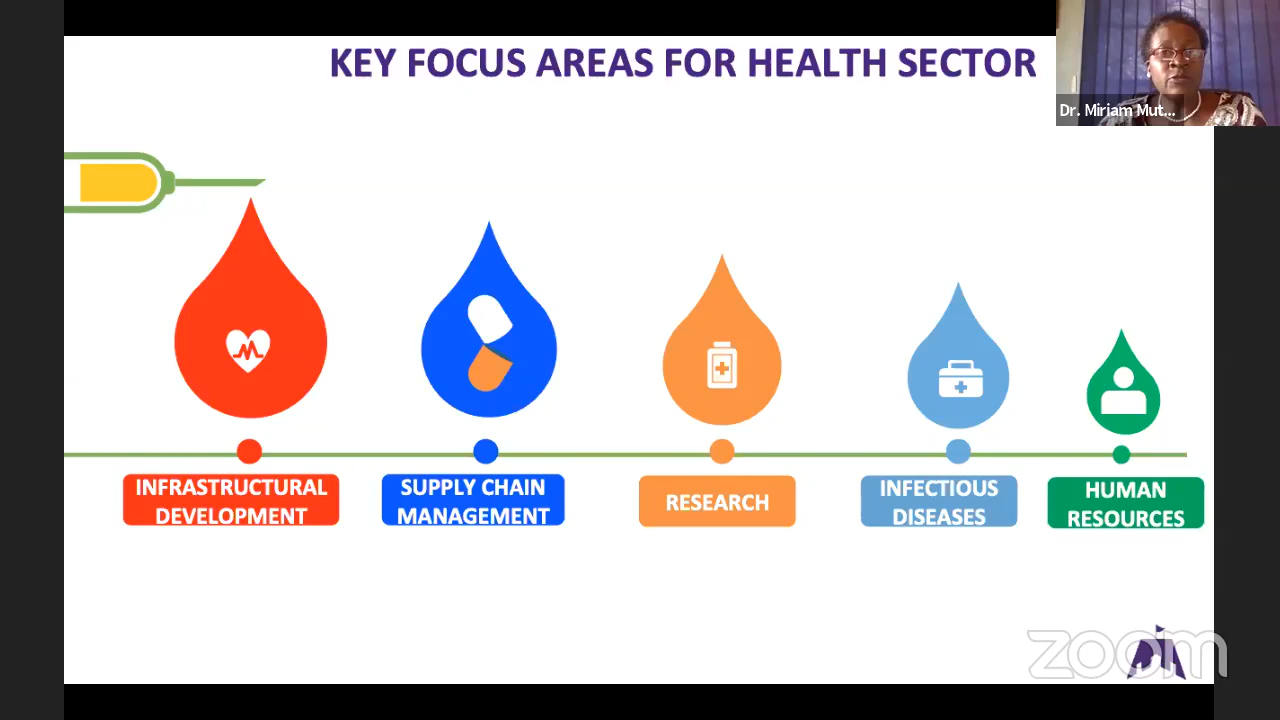 KEY FOCUS AREAS FOR HEALTH SECTOR
Dr. Miriam Mut...
INFRASTRUCTURAL
DEVELOPMENT
SUPPLY CHAIN
MANAGEMENT
RESEARCH
INFECTIOUS
DISEASES
HUMAN
RESOURCES
zoom